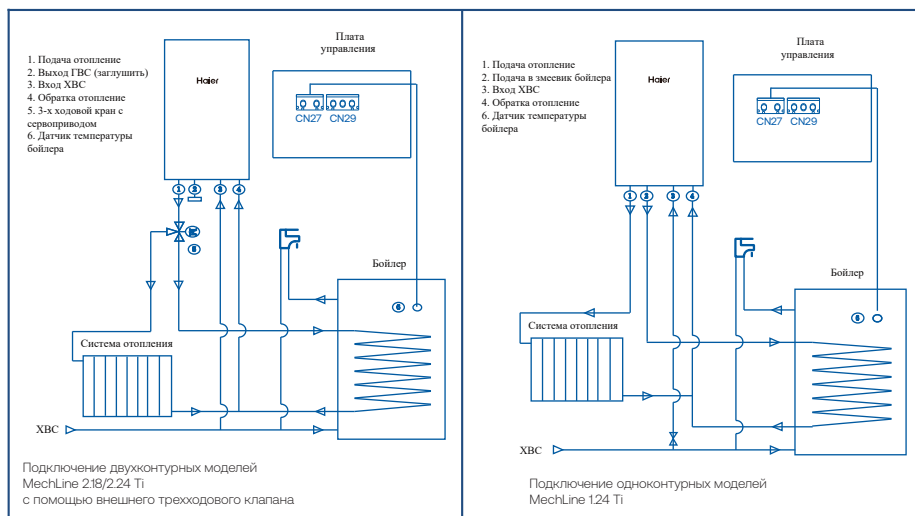 1. Подача отопление
2. Выход ГВС (заглушить)
3. Вход ХВС
4. Обратка отопление
5. 3-х ходовой кран с
сервоприводом
6. Датчик температуры
бойлера
Haier
Плата
управления
CN27 CN29
1 2 3 4
М
5
Бойлер
6
Система отопления
ХВС
Подключение двухконтурных моделей
MechLine 2.18/2.24 Ti
с помощью внешнего трехходового клапана
1. Подача отопление
2. Подача в змеевик бойлера
3. Вход ХВС
4. Обратка отопление
6. Датчик температуры
бойлера
Haier
Плата
управления
CN27 CN29
1 2 3 4
Бойлер
5
Система отопления
ХВС
Подключение одноконтурных моделей
MechLine 1.24 Ti